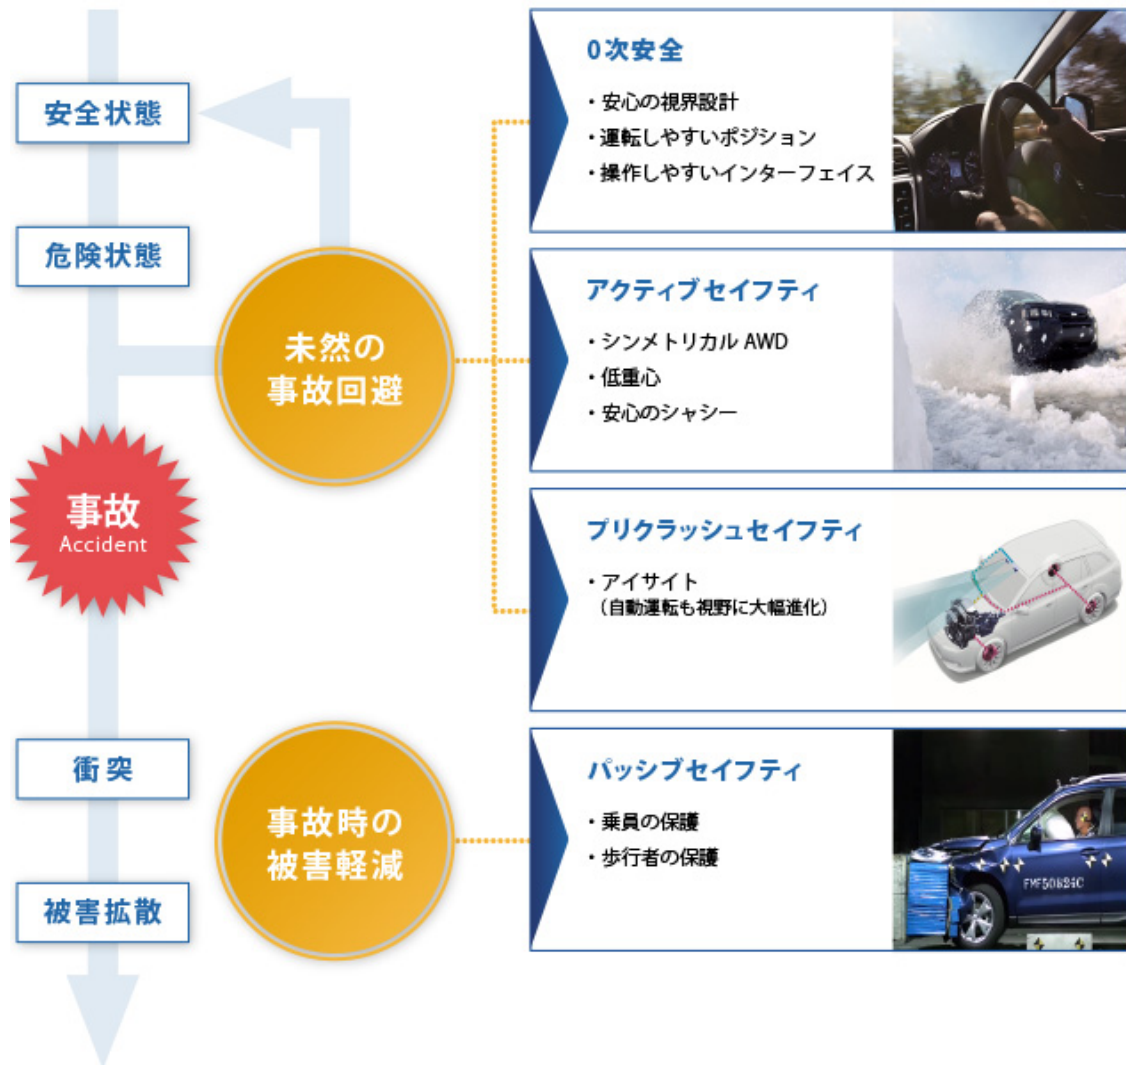 安全状態
危険状態
未然の
事故回避
事故
Accident
衝突
事故時の
被害軽減
被害拡散
0次安全
・安心の視界設計
・運転しやすいポジション
・操作しやすいインターフェイス
アクティブセイフティ
・シンメトリカル AWD
・低重心
・安心のシャシー
プリクラッシュセイフティ
・アイサイト
（自動運転も視野に大幅進化）
パッシブセイフティ
・乗員の保護
・歩行者の保護
FMF50826C